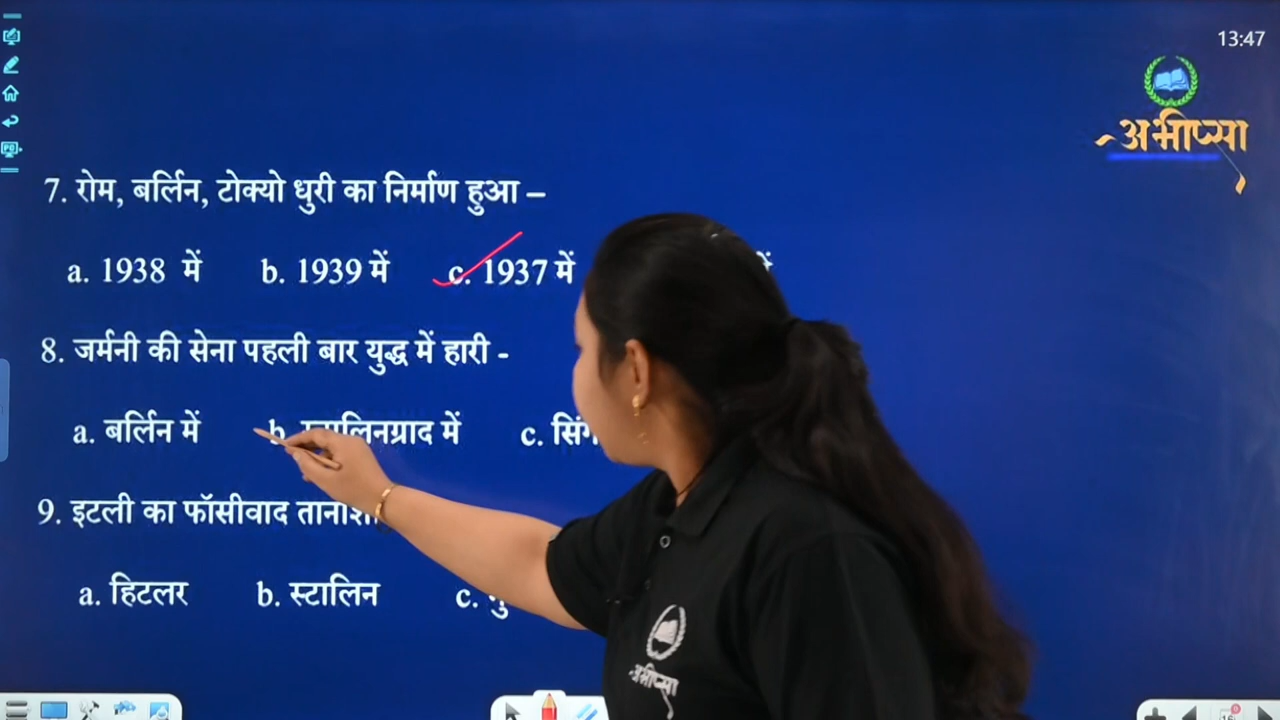 13:47
अभीप्सा
7. रोम, बर्लिन, टोक्यो धुरी का निर्माण हुआ –
a. 1938 में b. 1939 में c. 1937 में में
8. जर्मनी की सेना पहली बार युद्ध में हारी -
a. बर्लिन में b. स्टालिनग्राद में c.
9. इटली का फॉसीवाद
a. हिटलर b. स्टालिन c.
अभीप्सा